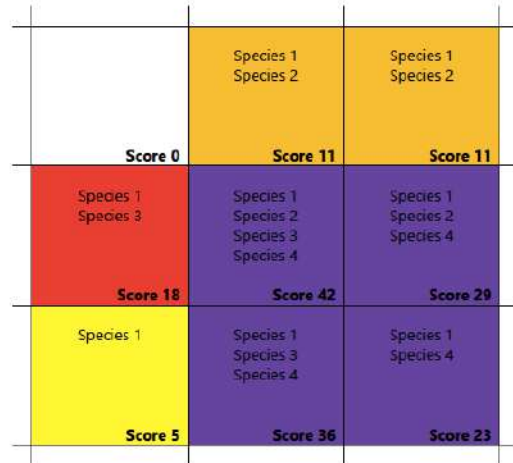 Species 1
Species 2
Species 1
Species 2
Score 0
Score 11
Score 11
Species 1
Species 3
Species 1
Species 2
Species 3
Species 4
Species 1
Species 2
Species 4
Score 18
Score 42
Score 29
Species 1
Species 1
Species 3
Species 4
Species 1
Species 4
Score 5
Score 36
Score 23